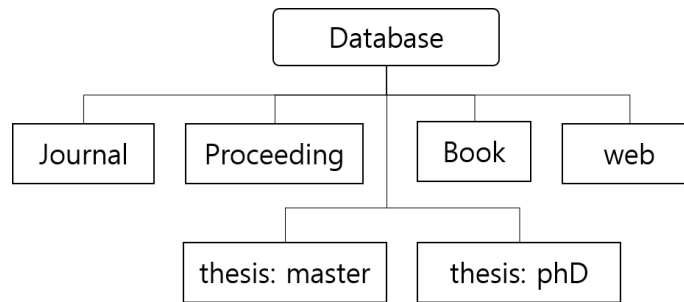 Database
Journal
Proceeding
Book
web
thesis: master
thesis: phD